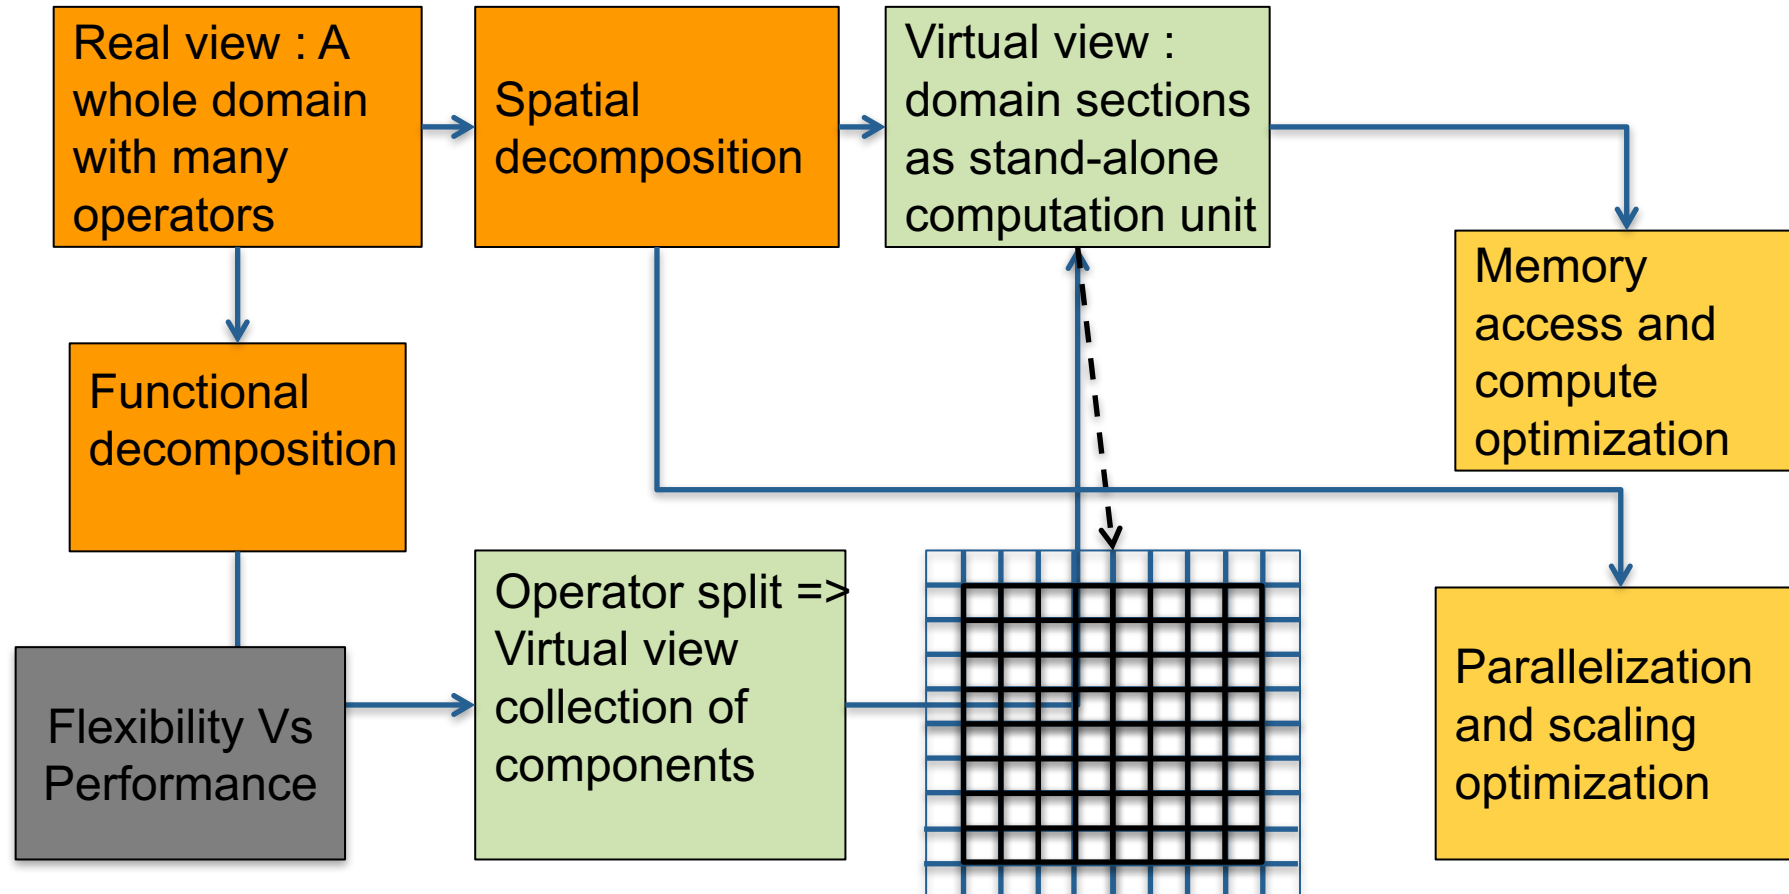 Real view : A
whole domain
with many
operators
Spatial
decomposition
Virtual view :
domain sections
as stand-alone
computation unit
Memory
access and
compute
optimization
Functional
decomposition
Operator split =>
Virtual view
collection of
components
Flexibility Vs
Performance
Parallelization
and scaling
optimization